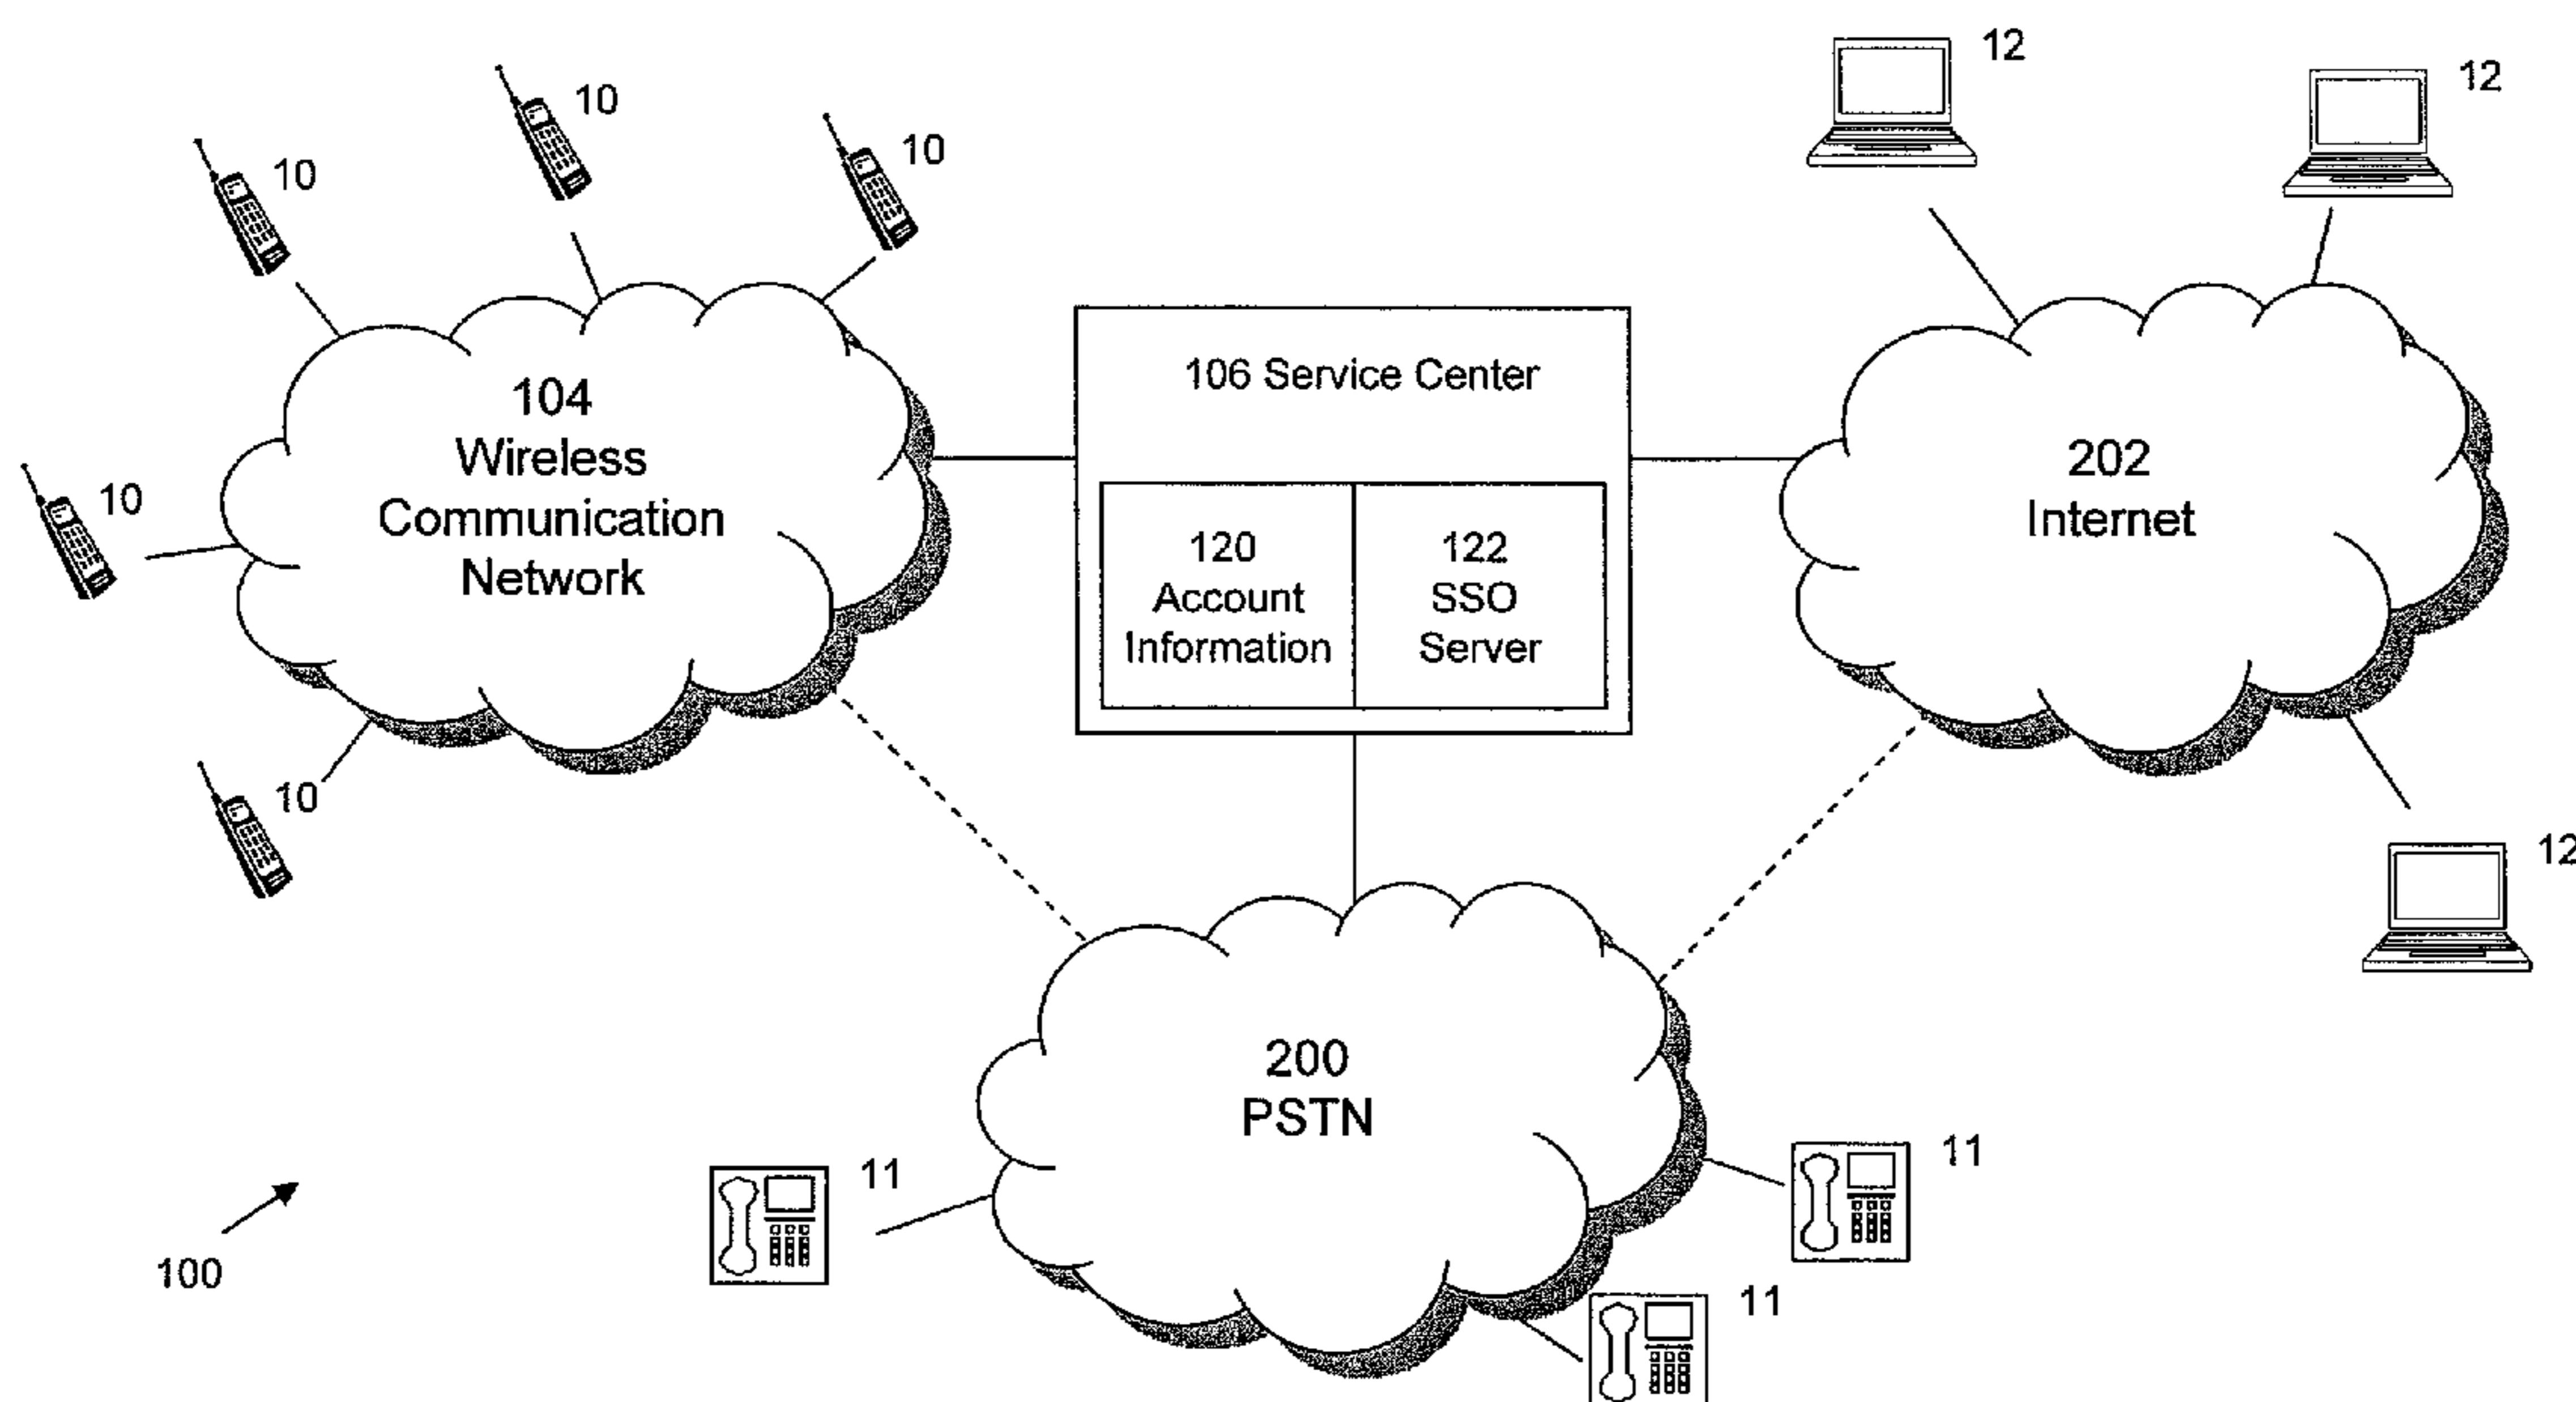 12
12
10
10
10
106 Service Center
104
Wireless
Communication
Network
202
Internet
10
120
Account
Information
122
SSO
Server
10
12
200
PSTN
11
11
100
11